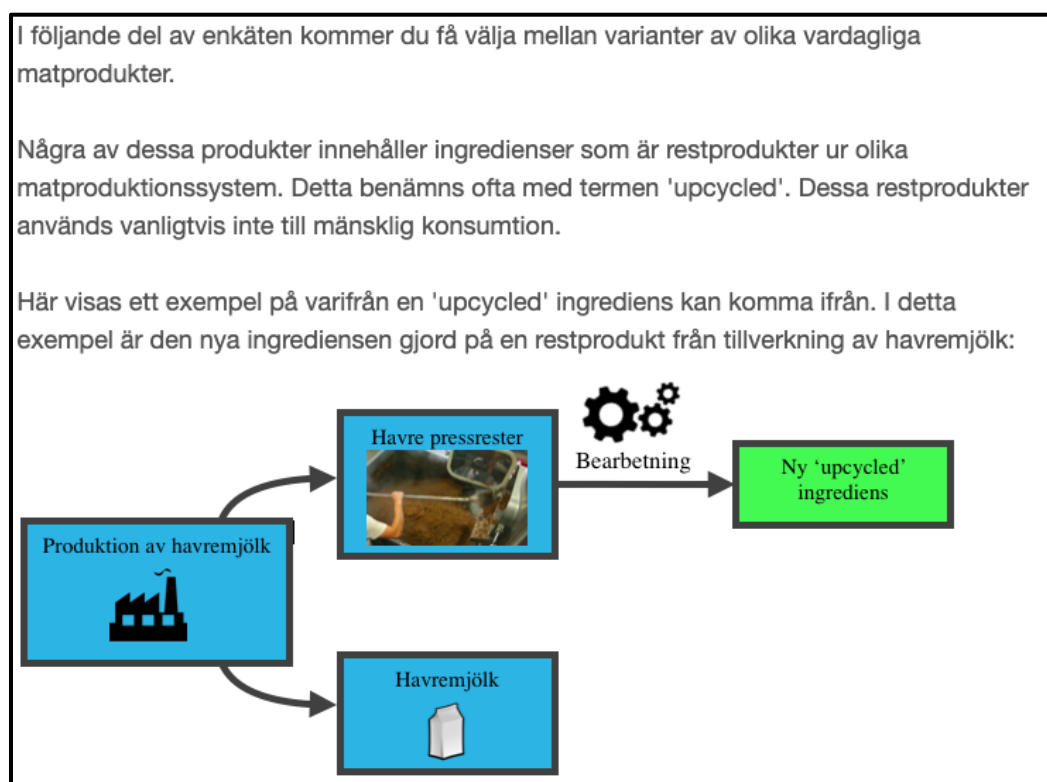 I följande del av enkäten kommer du få välja mellan varianter av olika vardagliga
matprodukter.
Några av dessa produkter innehåller ingredienser som är restprodukter ur olika
matproduktionssystem. Detta benämns ofta med termen 'upcycled'. Dessa restprodukter
används vanligtvis inte till mänsklig konsumtion.
Här visas ett exempel på varifrån en 'upcycled' ingrediens kan komma ifrån. I detta
exempel är den nya ingrediensen gjord på en restprodukt från tillverkning av havremjölk:
Havre pressrester
Bearbetning
Ny ‘upcycled’
ingrediens
Produktion av havremjölk
Havremjölk